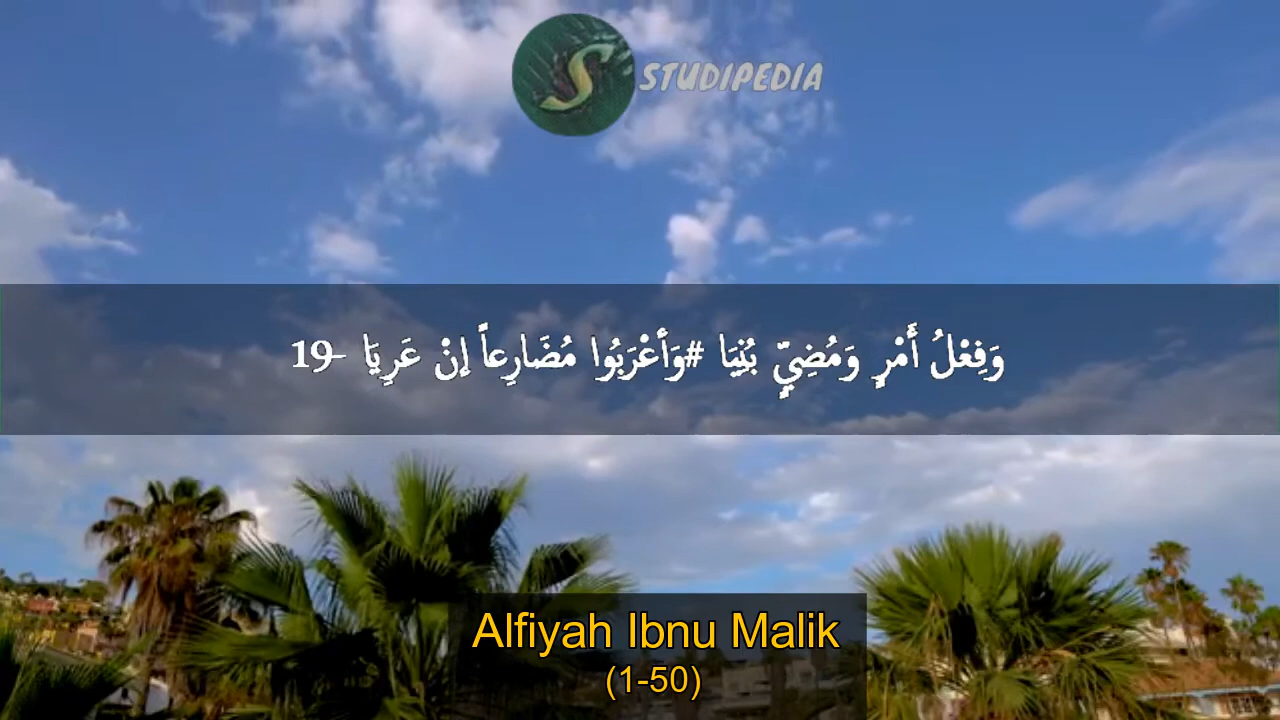 STUDIPEDIA
وَفِعْلُ أَمْرٍ وَمُضِيٍّ بُنِيَا #وَأَعْرَبُوا مُضَارِعاً إِنْ عَرِيَا -19
Alfiyah Ibnu Malik
(1-50)